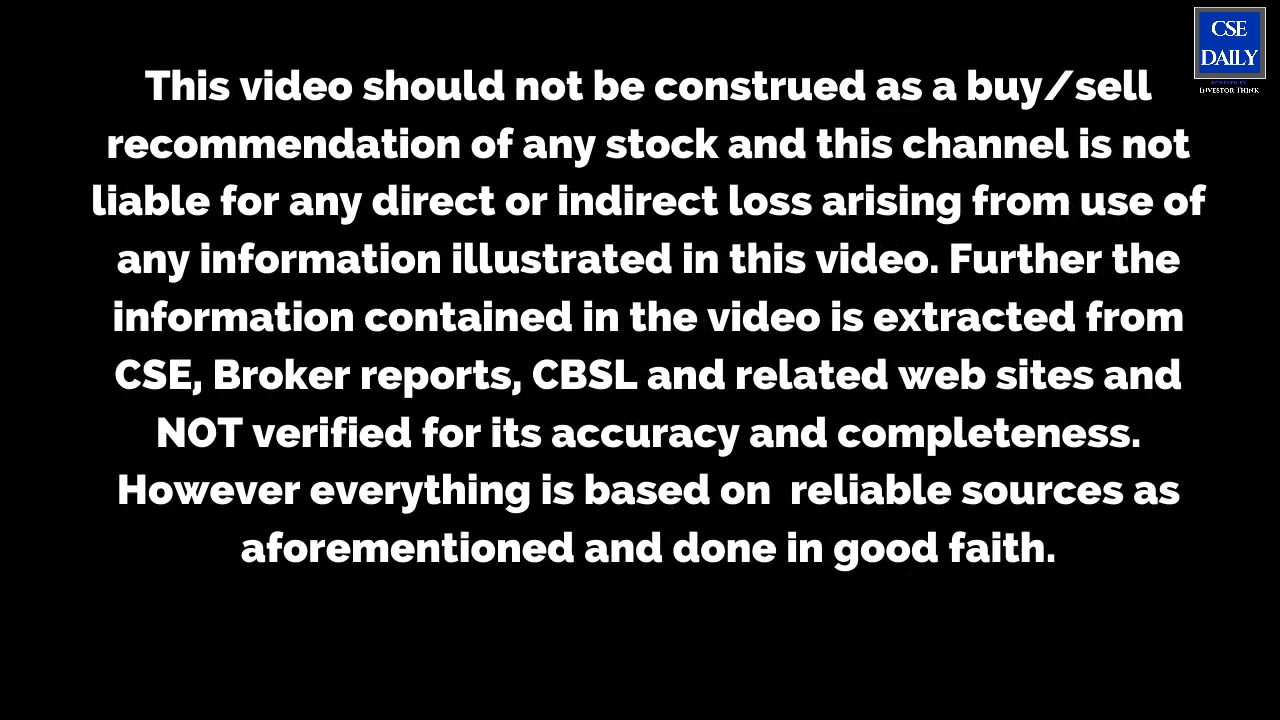 CSE
DAILY
POWERED BY
INVESTOR THINK
This video should not be construed as a buy/sell
recommendation of any stock and this channel is not
liable for any direct or indirect loss arising from use of
any information illustrated in this video. Further the
information contained in the video is extracted from
CSE, Broker reports, CBSL and related web sites and
NOT verified for its accuracy and completeness.
However everything is based on  reliable sources as
aforementioned and done in good faith.